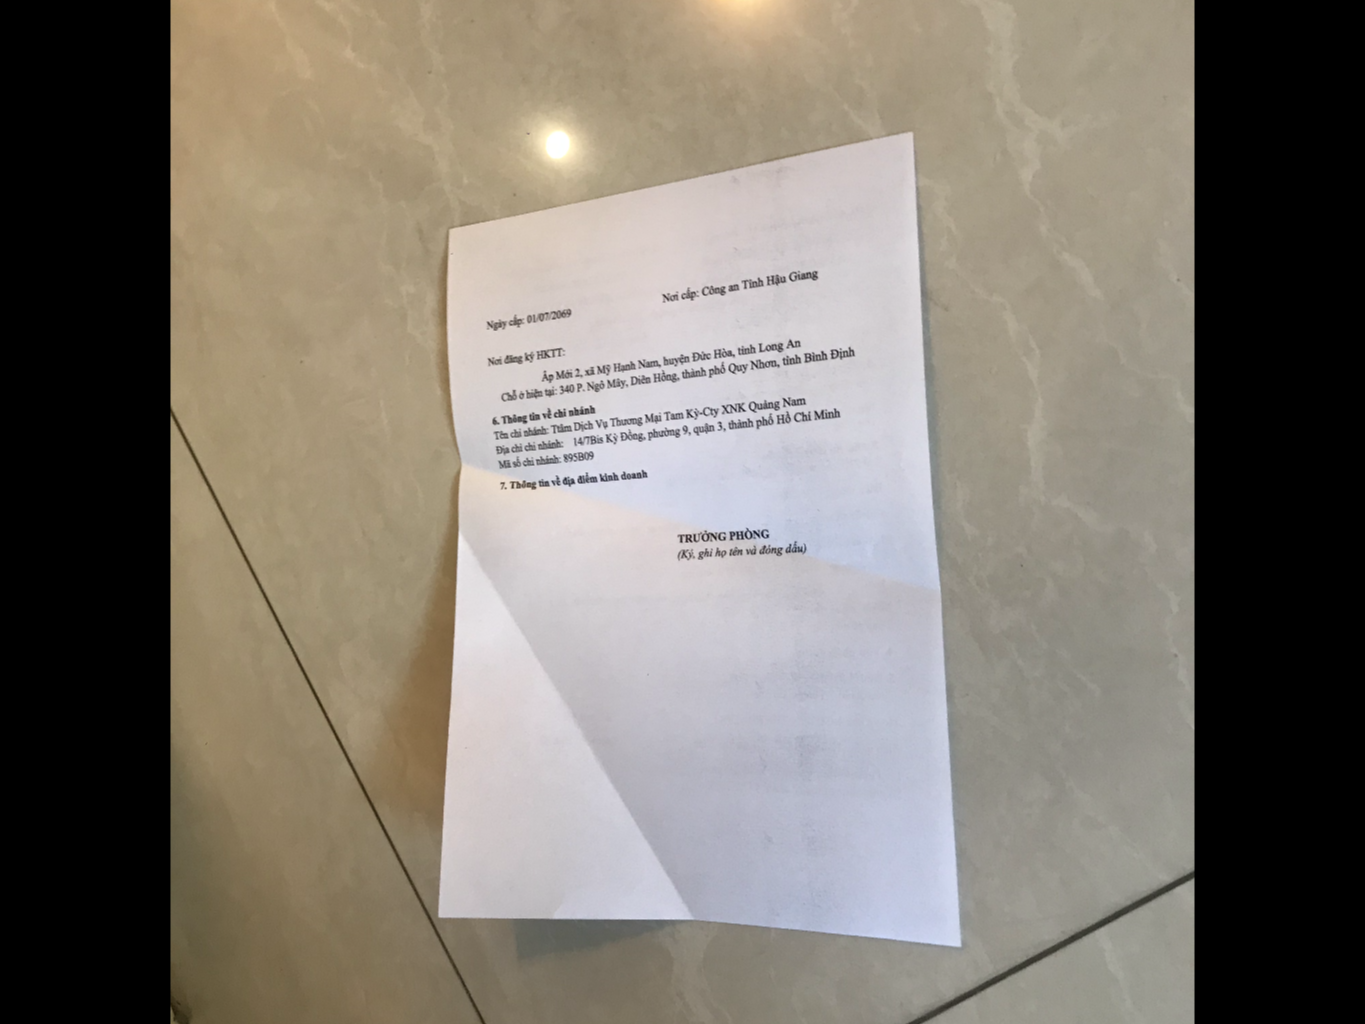 Nơi cấp: Công an Tỉnh Hậu Giang
Ngày cấp: 01/07/2069
Nơi đăng ký HKTT:
Ấp Mới 2, xã Mỹ Hạnh Nam, huyện Đức Hòa, tỉnh Long An
Chỗ ở hiện tại: 340 P. Ngô Mây, Diên Hồng, thành phố Quy Nhơn, tỉnh Bình Định
6. Thông tin về chi nhánh
Tên chi nhánh: Ttâm Dịch Vụ Thương Mại Tam Kỳ-Cty XNK Quảng Nam
Địa chỉ chi nhánh: 14/7Bis Kỳ Đồng, phường 9, quận 3, thành phố Hồ Chí Minh
Mã số chi nhánh: 895B09
7. Thông tin về địa điểm kinh doanh
TRƯỞNG PHÒNG
(Ký, ghi họ tên và đóng dấu)